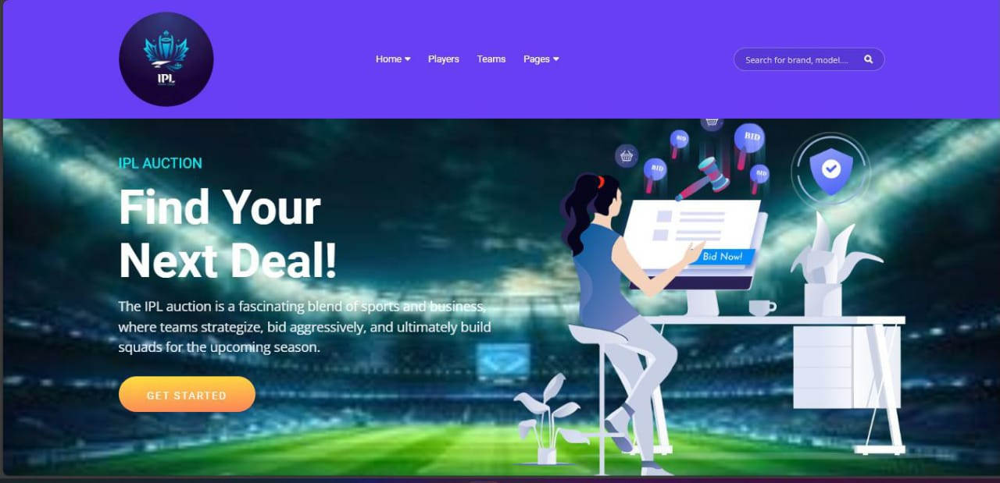 IPL
Home
Players
Teams
Pages
Search for brand, model....
IPL AUCTION
Find Your
Next Deal!
The IPL auction is a fascinating blend of sports and business,
where teams strategize, bid aggressively, and ultimately build
squads for the upcoming season.
GET STARTED
BID
BID
BID
BID
Bid Now!